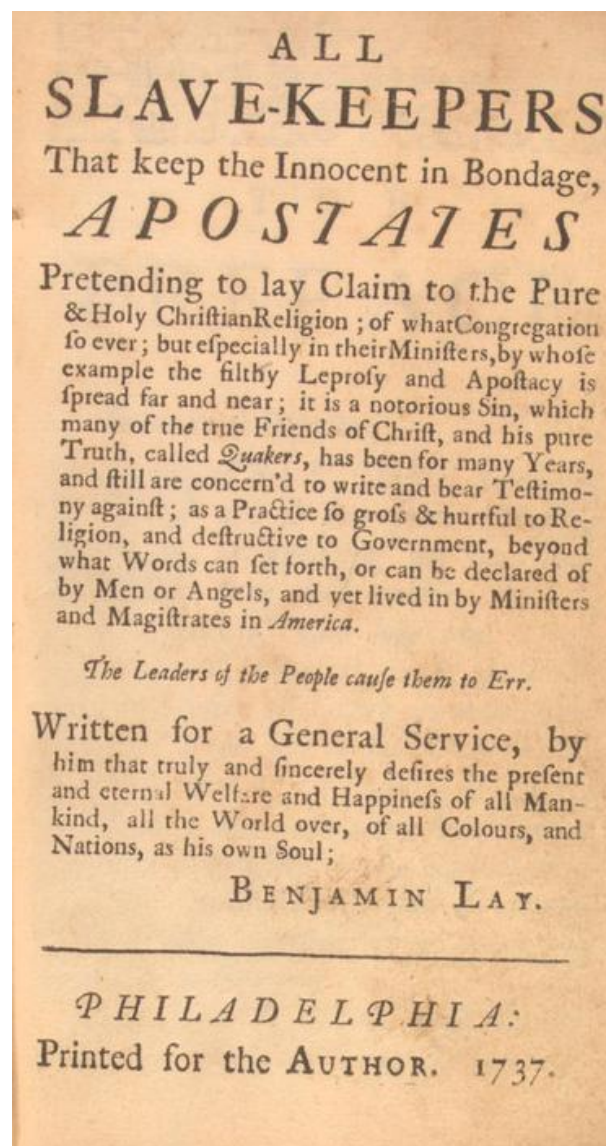 ALL
SLAVE-KEEPERS
That keep the Innocent in Bondage,
APOSTATES
Pretending to lay Claim to the Pure
& Holy Chriſtian Religion; of what Congregation
ſo ever; but eſpecially in their Miniſters, by whoſe
example the filthy Leproſy and Apoſtacy is
ſpread far and near; it is a notorious Sin, which
many of the true Friends of Chriſt, and his pure
Truth, called Quakers, has been for many Years,
and ſtill are concern'd to write and bear Teſtimo-
ny againſt; as a Practice ſo groſs & hurtful to Re-
ligion, and deſtructive to Government, beyond
what Words can ſet forth, or can be declared of
by Men or Angels, and yet lived in by Miniſters
and Magiſtrates in America.
The Leaders of the People cauſe them to Err.
Written for a General Service, by
him that truly and ſincerely deſires the preſent
and eternal Welfare and Happineſs of all Man-
kind, all the World over, of all Colours, and
Nations, as his own Soul;
BENJAMIN LAY.
PHILADELPHIA:
Printed for the AUTHOR. 1737.